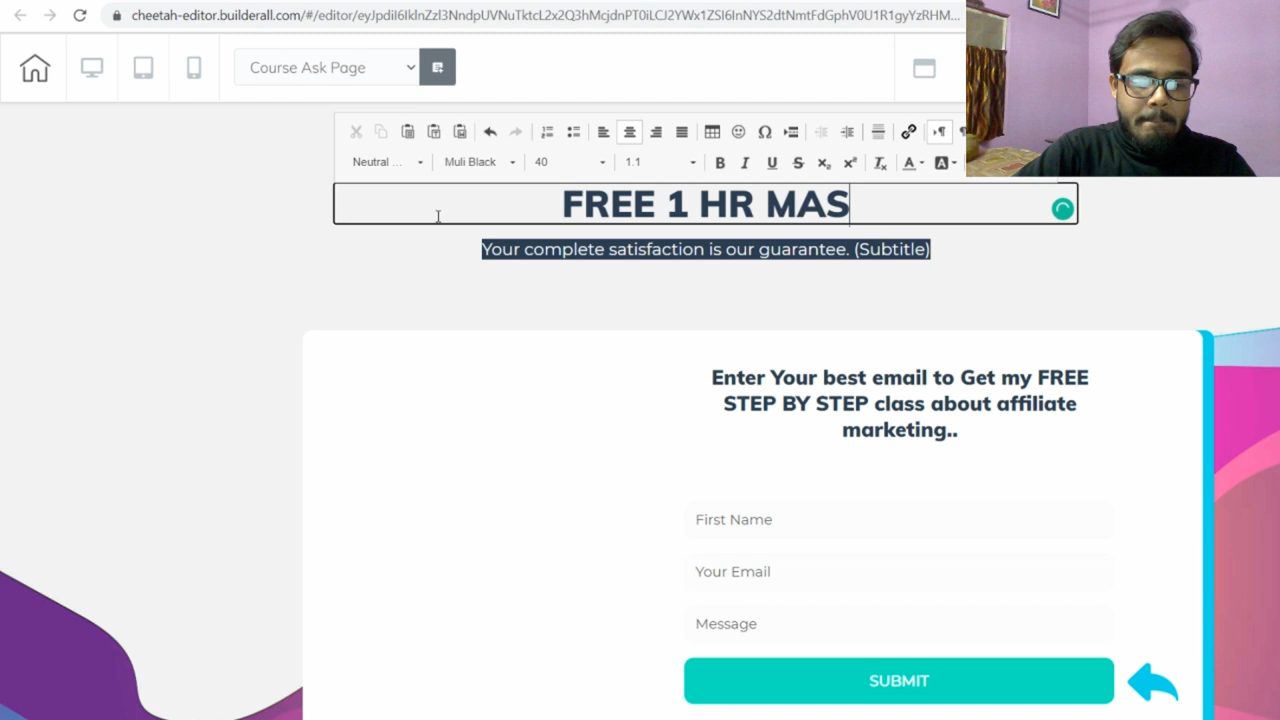 cheetah-editor.builderall.com/#/editor/eyJpdiI6IklnZzl3NndpUVNuTktcL2x2Q3hMcjdnPT0iLCJ2YWx1ZSI6InNYS2dtNmtFdGphV0U1R1gyYzRHM...
Course Ask Page
Neutral ... Muli Black 40 1.1
FREE 1 HR MAS
Your complete satisfaction is our guarantee. (Subtitle)
Enter Your best email to Get my FREE
STEP BY STEP class about affiliate
marketing..
First Name
Your Email
Message
SUBMIT